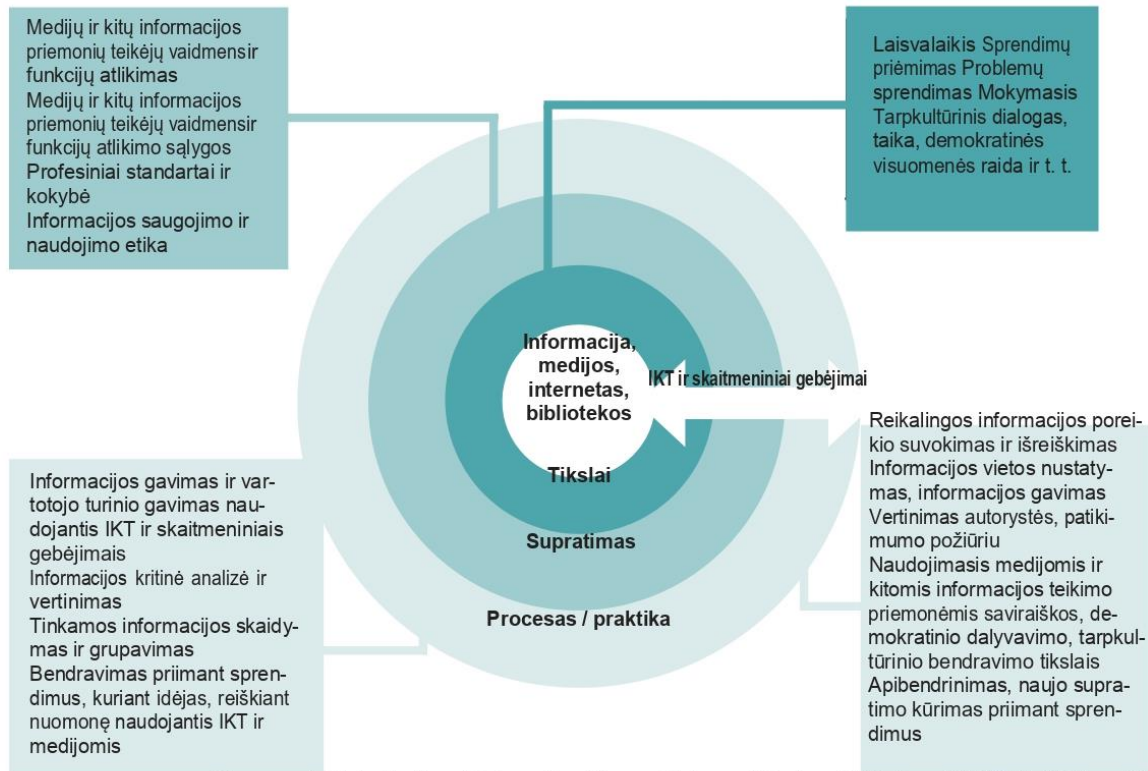 Medijų ir kitų informacijos
priemonių teikėjų vaidmensir
funkcijų atlikimas
Medijų ir kitų informacijos
priemonių teikėjų vaidmensir
funkcijų atlikimo sąlygos
Profesiniai standartai ir
kokybė
Informacijos saugojimo ir
naudojimo etika
Laisvalaikis Sprendimų
priėmimas Problemų
sprendimas Mokymasis
Tarpkultūrinis dialogas,
taika, demokratinės
visuomenės raida ir t. t.
Informacija,
medijos,
internetas,
bibliotekos
IKT ir skaitmeniniai gebėjimai
Tikslai
Supratimas
Procesas / praktika
Informacijos gavimas ir var-
totojo turinio gavimas nau-
dojantis IKT ir skaitmeniniais
gebėjimais
Informacijos kritinė analizė ir
vertinimas
Tinkamos informacijos skaidy-
mas ir grupavimas
Bendravimas priimant spren-
dimus, kuriant idėjas, reiškiant
nuomonę naudojantis IKT ir
medijomis
Reikalingos informacijos porei-
kio suvokimas ir išreiškimas
Informacijos vietos nustaty-
mas, informacijos gavimas
Vertinimas autorystės, patiki-
mumo požiūriu
Naudojimasis medijomis ir
kitomis informacijos teikimo
priemonėmis saviraiškos, de-
mokratinio dalyvavimo, tarpkul-
tūrinio bendravimo tikslais
Apibendrinimas, naujo supra-
timo kūrimas priimant spren-
dimus